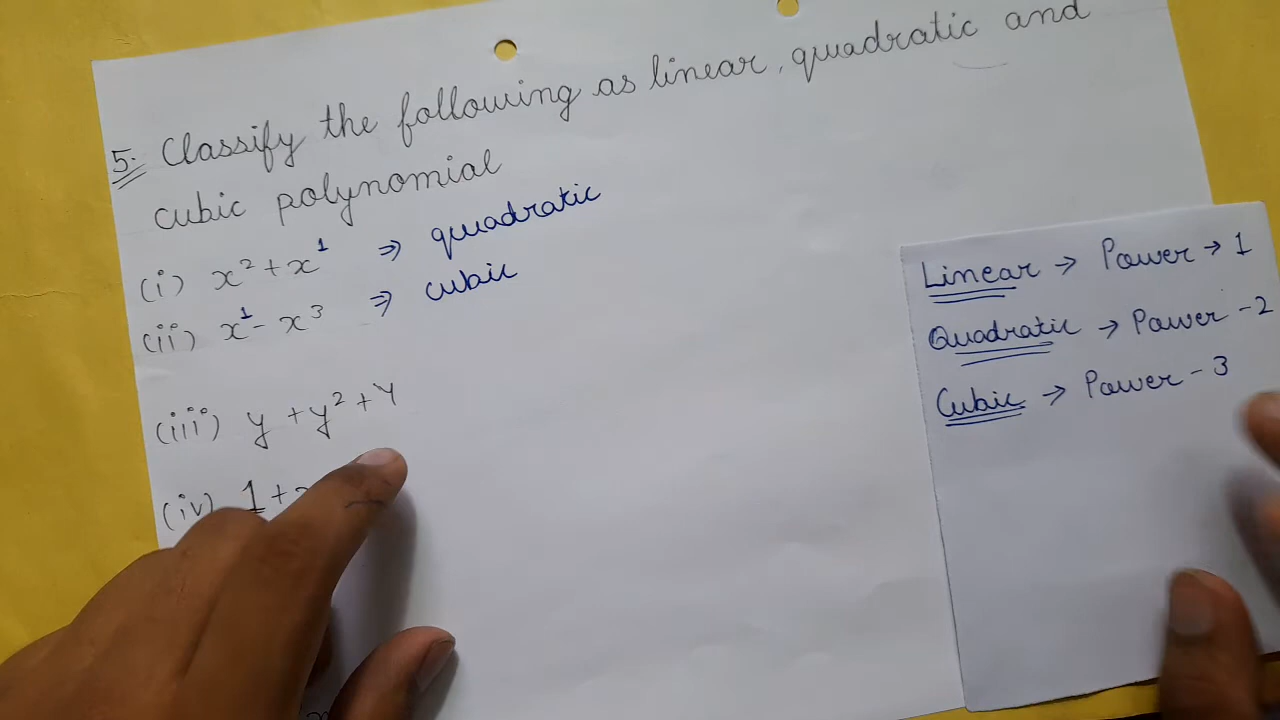 5. Classify the following as linear, quadratic and
cubic polynomial
(i) x² + x¹ ⇒ quadratic
(ii) x¹ - x³ ⇒ cubic
(iii) y + y² + 4
(iv) 1 +
Linear → Power → 1
Quadratic → Power - 2
Cubic → Power - 3